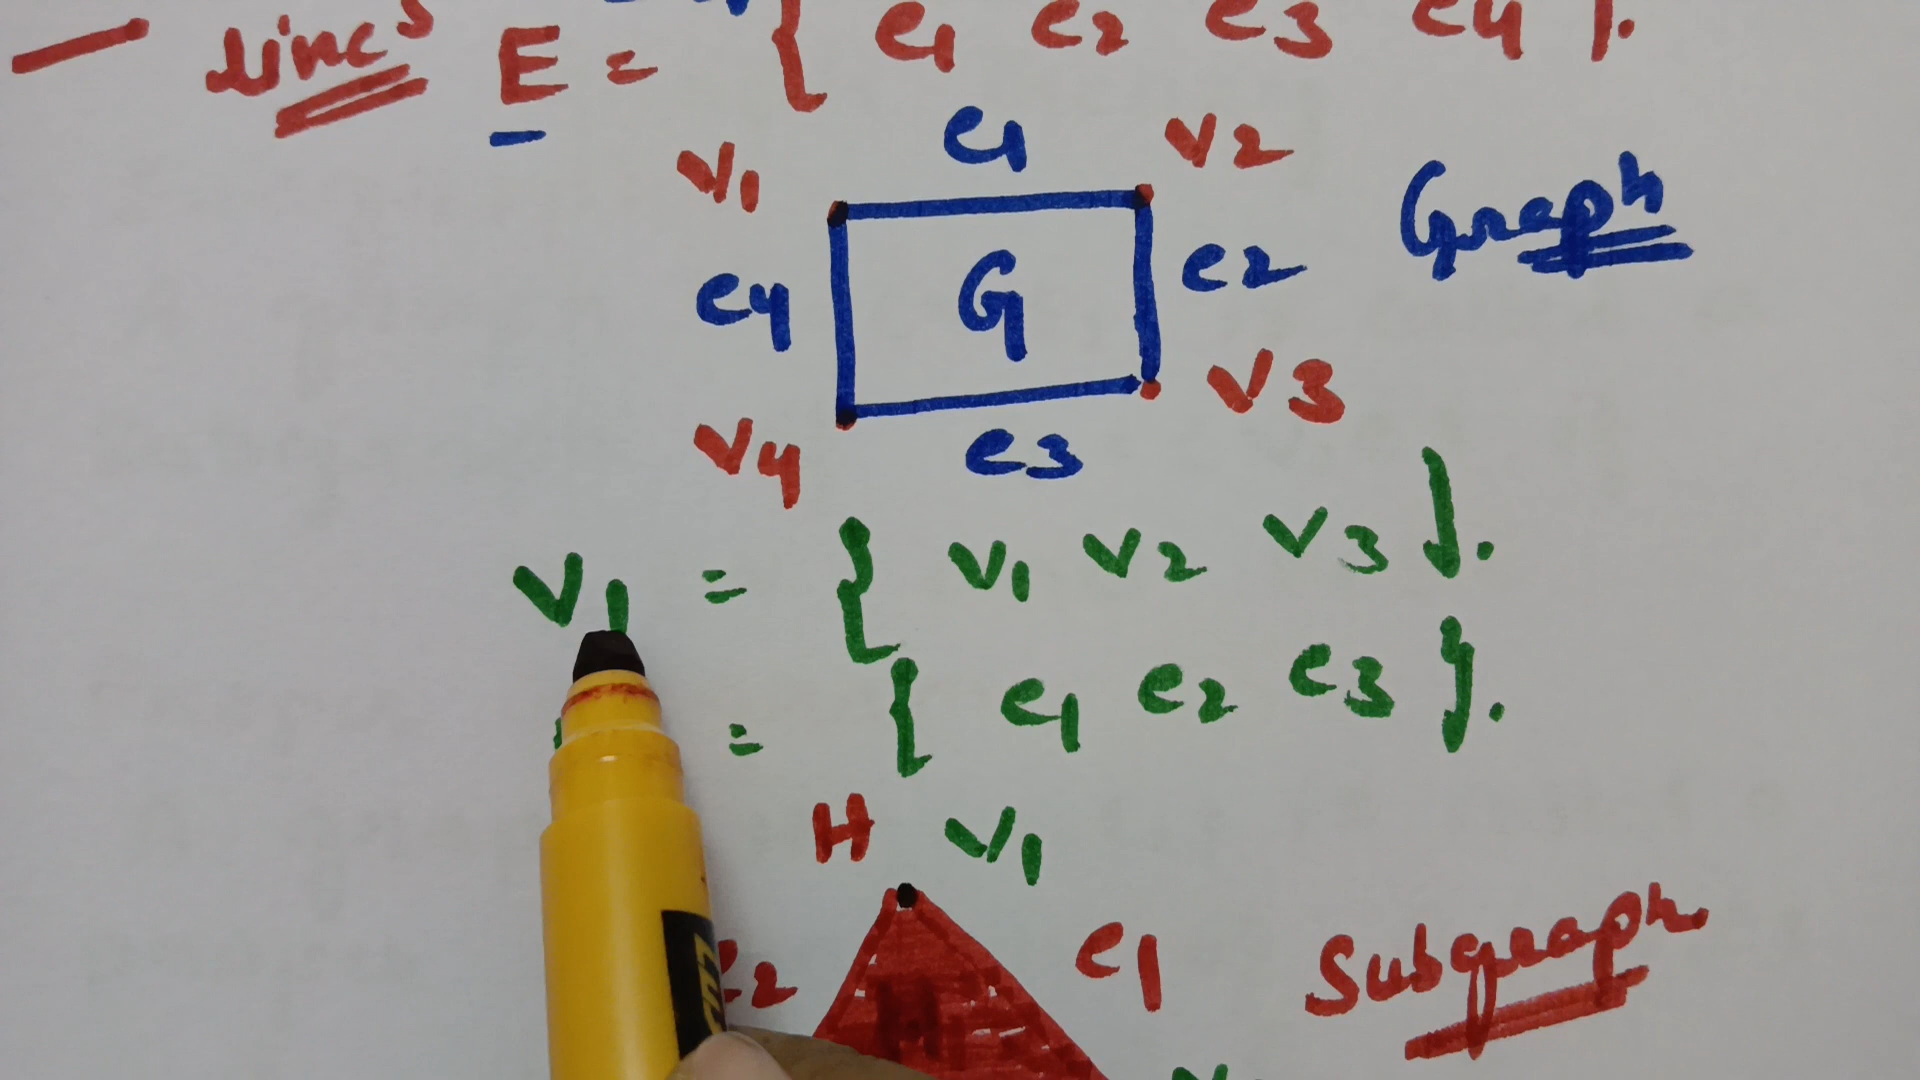 lines E = { e1 e2 e3 e4 }.
v1 e1 v2
e4 G e2 Graph
v4 e3 v3
V1 = { v1 v2 v3 }.
= { e1 e2 e3 }.
H v1
e2 e1 Subgraph